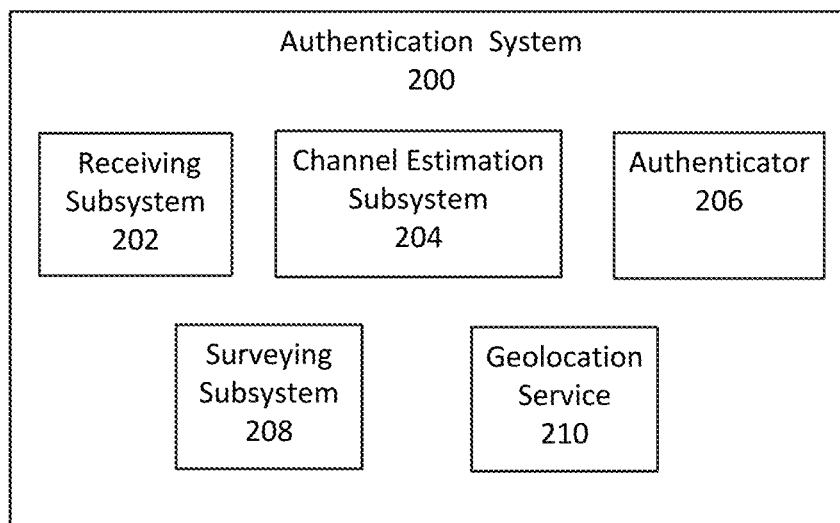 Authentication System
200
Receiving
Subsystem
202
Channel Estimation
Subsystem
204
Authenticator
206
Surveying
Subsystem
208
Geolocation
Service
210